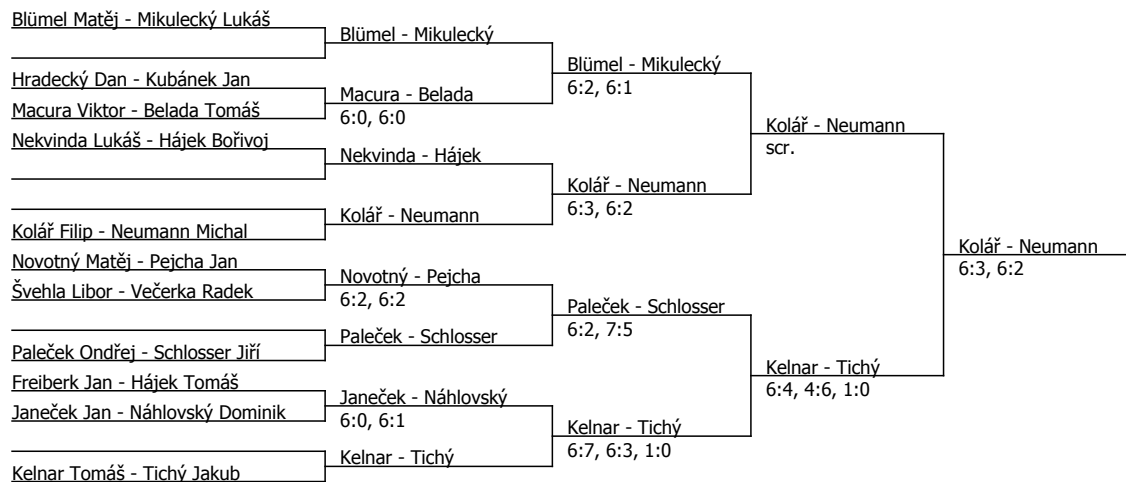 Blümel Matěj - Mikulecký Lukáš
Blümel - Mikulecký
Blümel - Mikulecký
6:2, 6:1
Hradecký Dan - Kubánek Jan
Macura - Belada
6:0, 6:0
Macura Viktor - Belada Tomáš
Kolář - Neumann
scr.
Nekvinda Lukáš - Hájek Bořivoj
Nekvinda - Hájek
Kolář - Neumann
6:3, 6:2
Kolář - Neumann
Kolář Filip - Neumann Michal
Kolář - Neumann
6:3, 6:2
Novotný Matěj - Pejcha Jan
Novotný - Pejcha
6:2, 6:2
Švehla Libor - Večerka Radek
Paleček - Schlosser
6:2, 7:5
Paleček - Schlosser
Paleček Ondřej - Schlosser Jiří
Kelnar - Tichý
6:4, 4:6, 1:0
Freiberk Jan - Hájek Tomáš
Janeček - Náhlovský
6:0, 6:1
Janeček Jan - Náhlovský Dominik
Kelnar - Tichý
6:7, 6:3, 1:0
Kelnar - Tichý
Kelnar Tomáš - Tichý Jakub